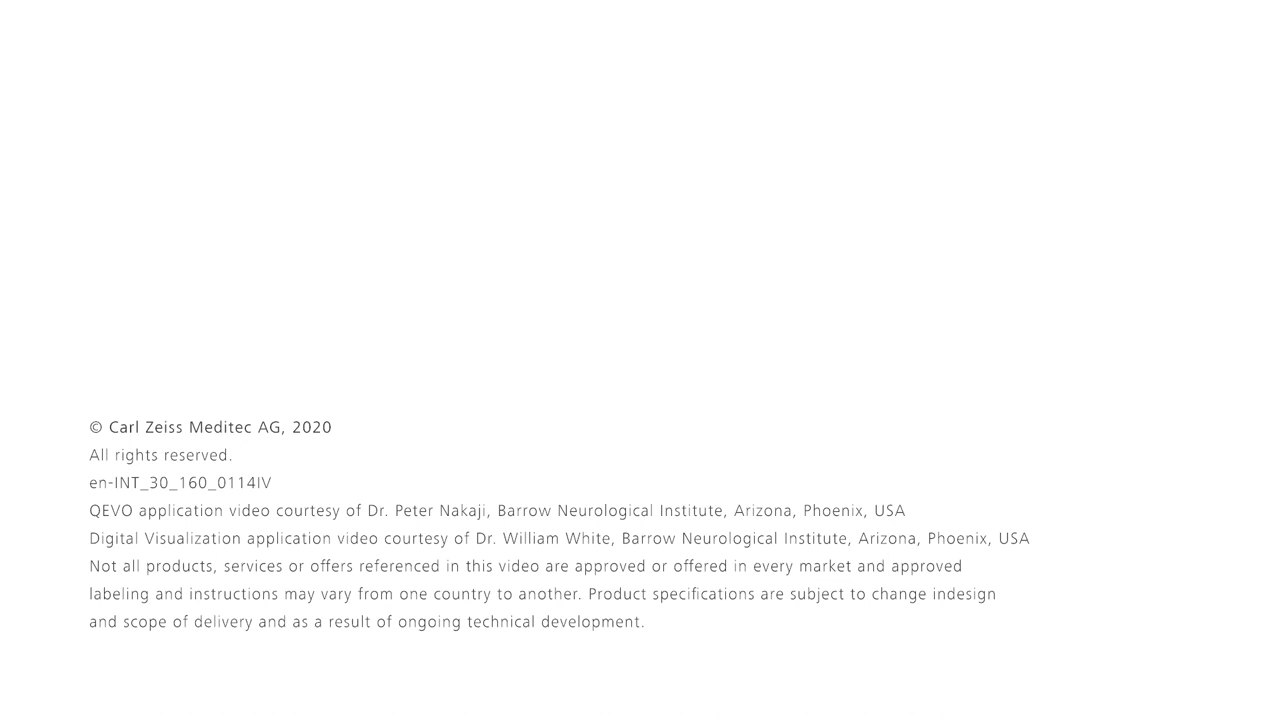 © Carl Zeiss Meditec AG, 2020
All rights reserved.
en-INT_30_160_0114IV
QEVO application video courtesy of Dr. Peter Nakaji, Barrow Neurological Institute, Arizona, Phoenix, USA
Digital Visualization application video courtesy of Dr. William White, Barrow Neurological Institute, Arizona, Phoenix, USA
Not all products, services or offers referenced in this video are approved or offered in every market and approved
labeling and instructions may vary from one country to another. Product specifications are subject to change indesign
and scope of delivery and as a result of ongoing technical development.